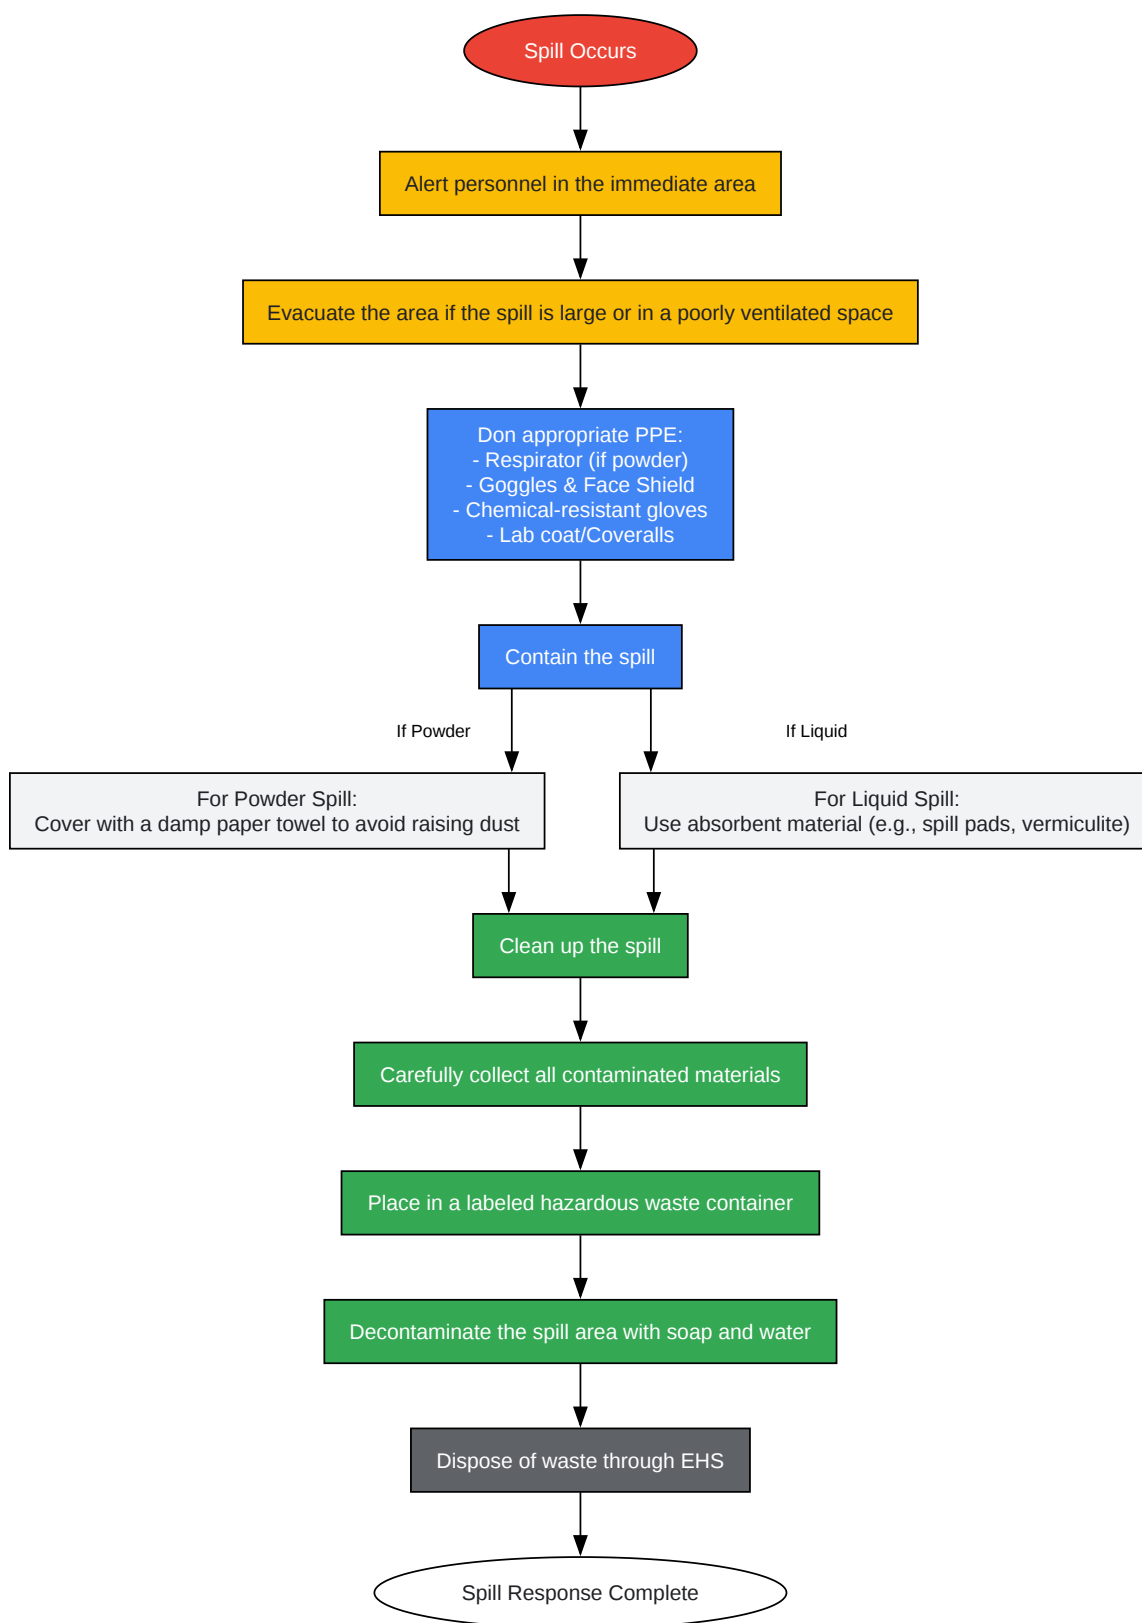 Spill Occurs
Alert personnel in the immediate area
Evacuate the area if the spill is large or in a poorly ventilated space
Don appropriate PPE:
- Respirator (if powder)
- Goggles & Face Shield
- Chemical-resistant gloves
- Lab coat/Coveralls
Contain the spill
If Powder
If Liquid
For Powder Spill:
Cover with a damp paper towel to avoid raising dust
For Liquid Spill:
Use absorbent material (e.g., spill pads, vermiculite)
Clean up the spill
Carefully collect all contaminated materials
Place in a labeled hazardous waste container
Decontaminate the spill area with soap and water
Dispose of waste through EHS
Spill Response Complete